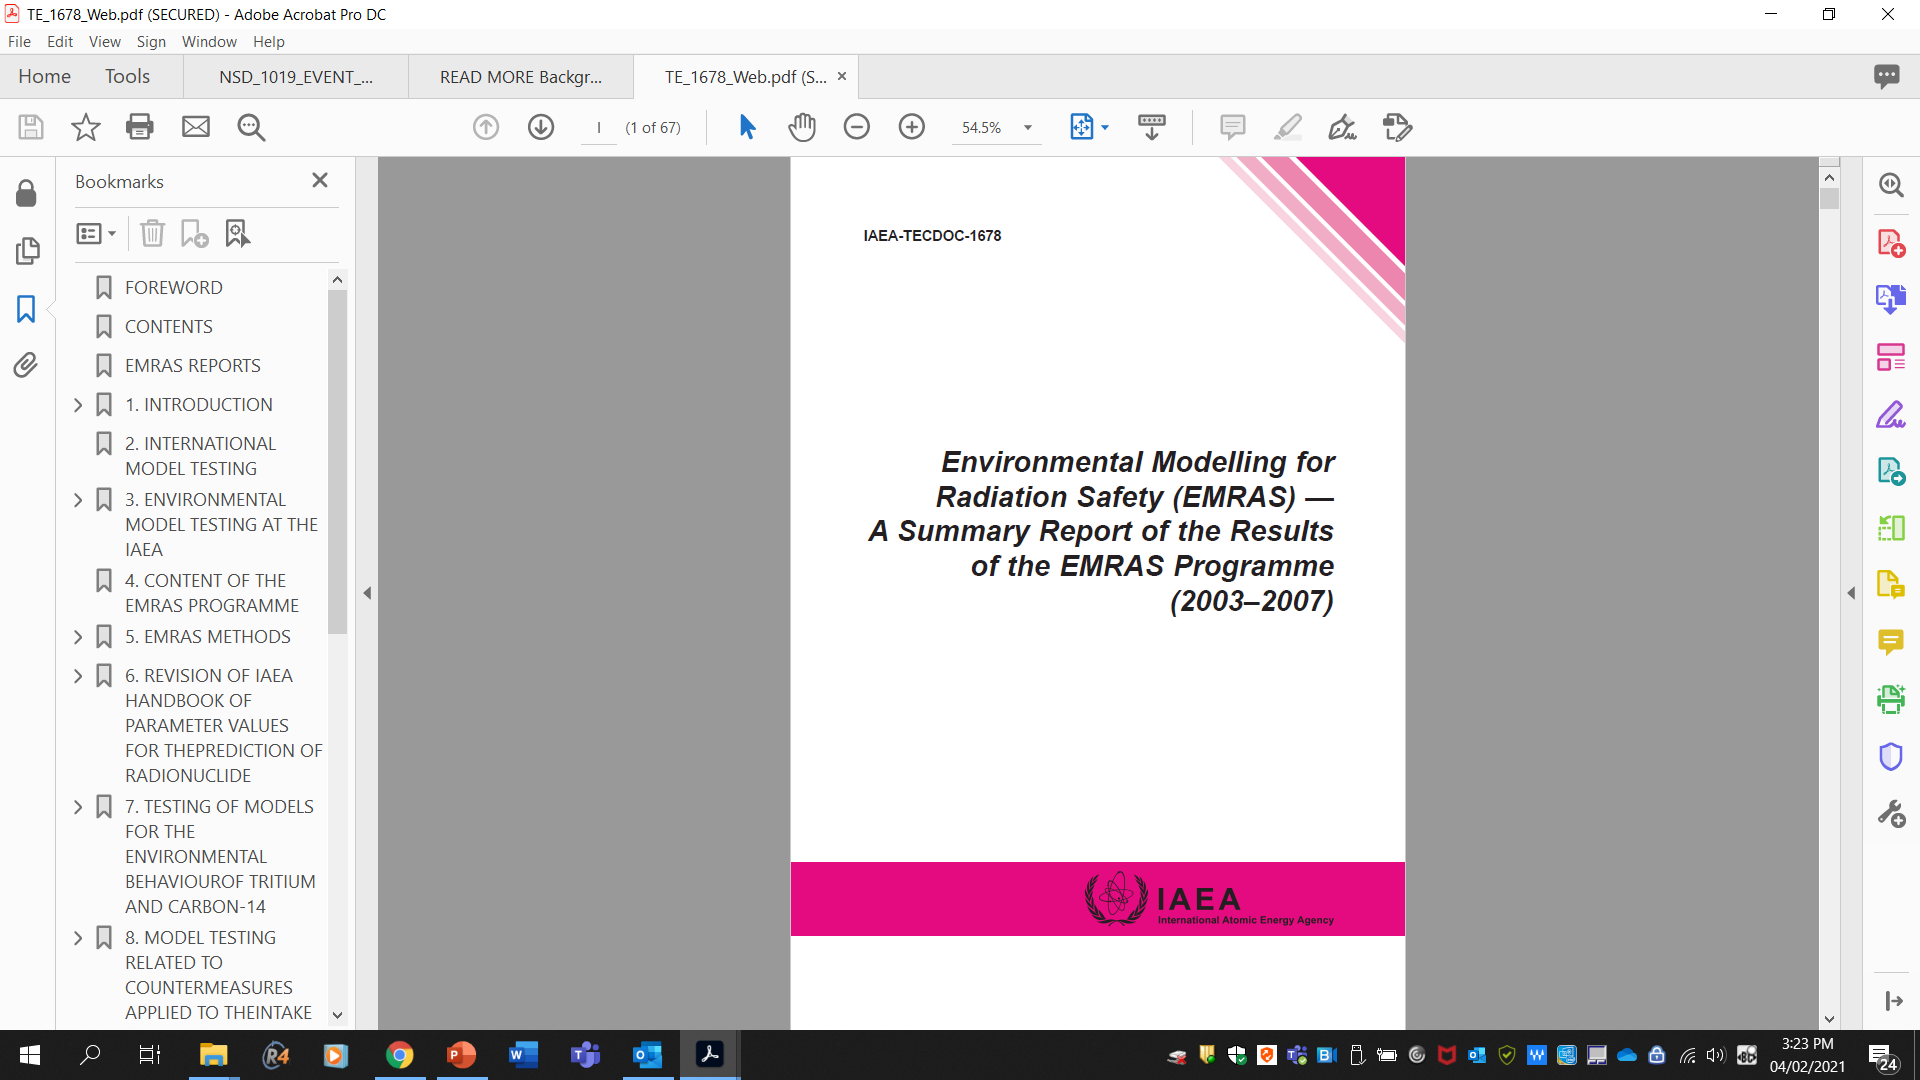 TE_1678_Web.pdf (SECURED) - Adobe Acrobat Pro DC
File Edit View Sign Window Help
Home Tools NSD_1019_EVENT_... READ MORE Backgr... TE_1678_Web.pdf (S...
I (1 of 67) 54.5%
Bookmarks
FOREWORD
CONTENTS
EMRAS REPORTS
1. INTRODUCTION
2. INTERNATIONAL
MODEL TESTING
3. ENVIRONMENTAL
MODEL TESTING AT THE
IAEA
4. CONTENT OF THE
EMRAS PROGRAMME
5. EMRAS METHODS
6. REVISION OF IAEA
HANDBOOK OF
PARAMETER VALUES
FOR THEPREDICTION OF
RADIONUCLIDE
7. TESTING OF MODELS
FOR THE
ENVIRONMENTAL
BEHAVIOUROF TRITIUM
AND CARBON-14
8. MODEL TESTING
RELATED TO
COUNTERMEASURES
APPLIED TO THEINTAKE
IAEA-TECDOC-1678
Environmental Modelling for
Radiation Safety (EMRAS) —
A Summary Report of the Results
of the EMRAS Programme
(2003–2007)
IAEA
International Atomic Energy Agency
3:23 PM
04/02/2021
24